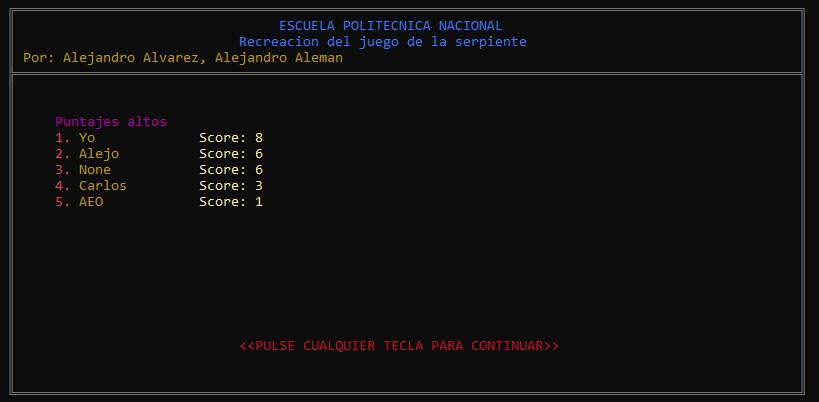 ESCUELA POLITECNICA NACIONAL
Recreacion del juego de la serpiente
Por: Alejandro Alvarez, Alejandro Aleman
Puntajes altos
1. Yo Score: 8
2. Alejo Score: 6
3. None Score: 6
4. Carlos Score: 3
5. AEO Score: 1
<<PULSE CUALQUIER TECLA PARA CONTINUAR>>